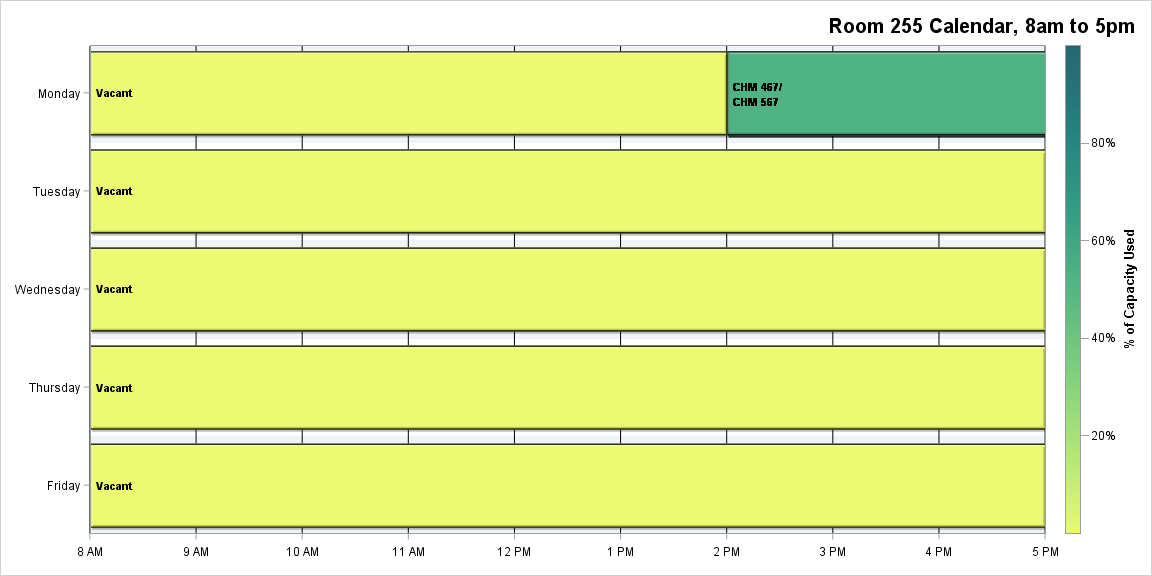 Room 255 Calendar, 8am to 5pm
Monday
Vacant
CHM 467/
CHM 567
Tuesday
Vacant
Wednesday
Vacant
Thursday
Vacant
Friday
Vacant
8 AM 9 AM 10 AM 11 AM 12 PM 1 PM 2 PM 3 PM 4 PM 5 PM
80%
60%
40%
20%
% of Capacity Used